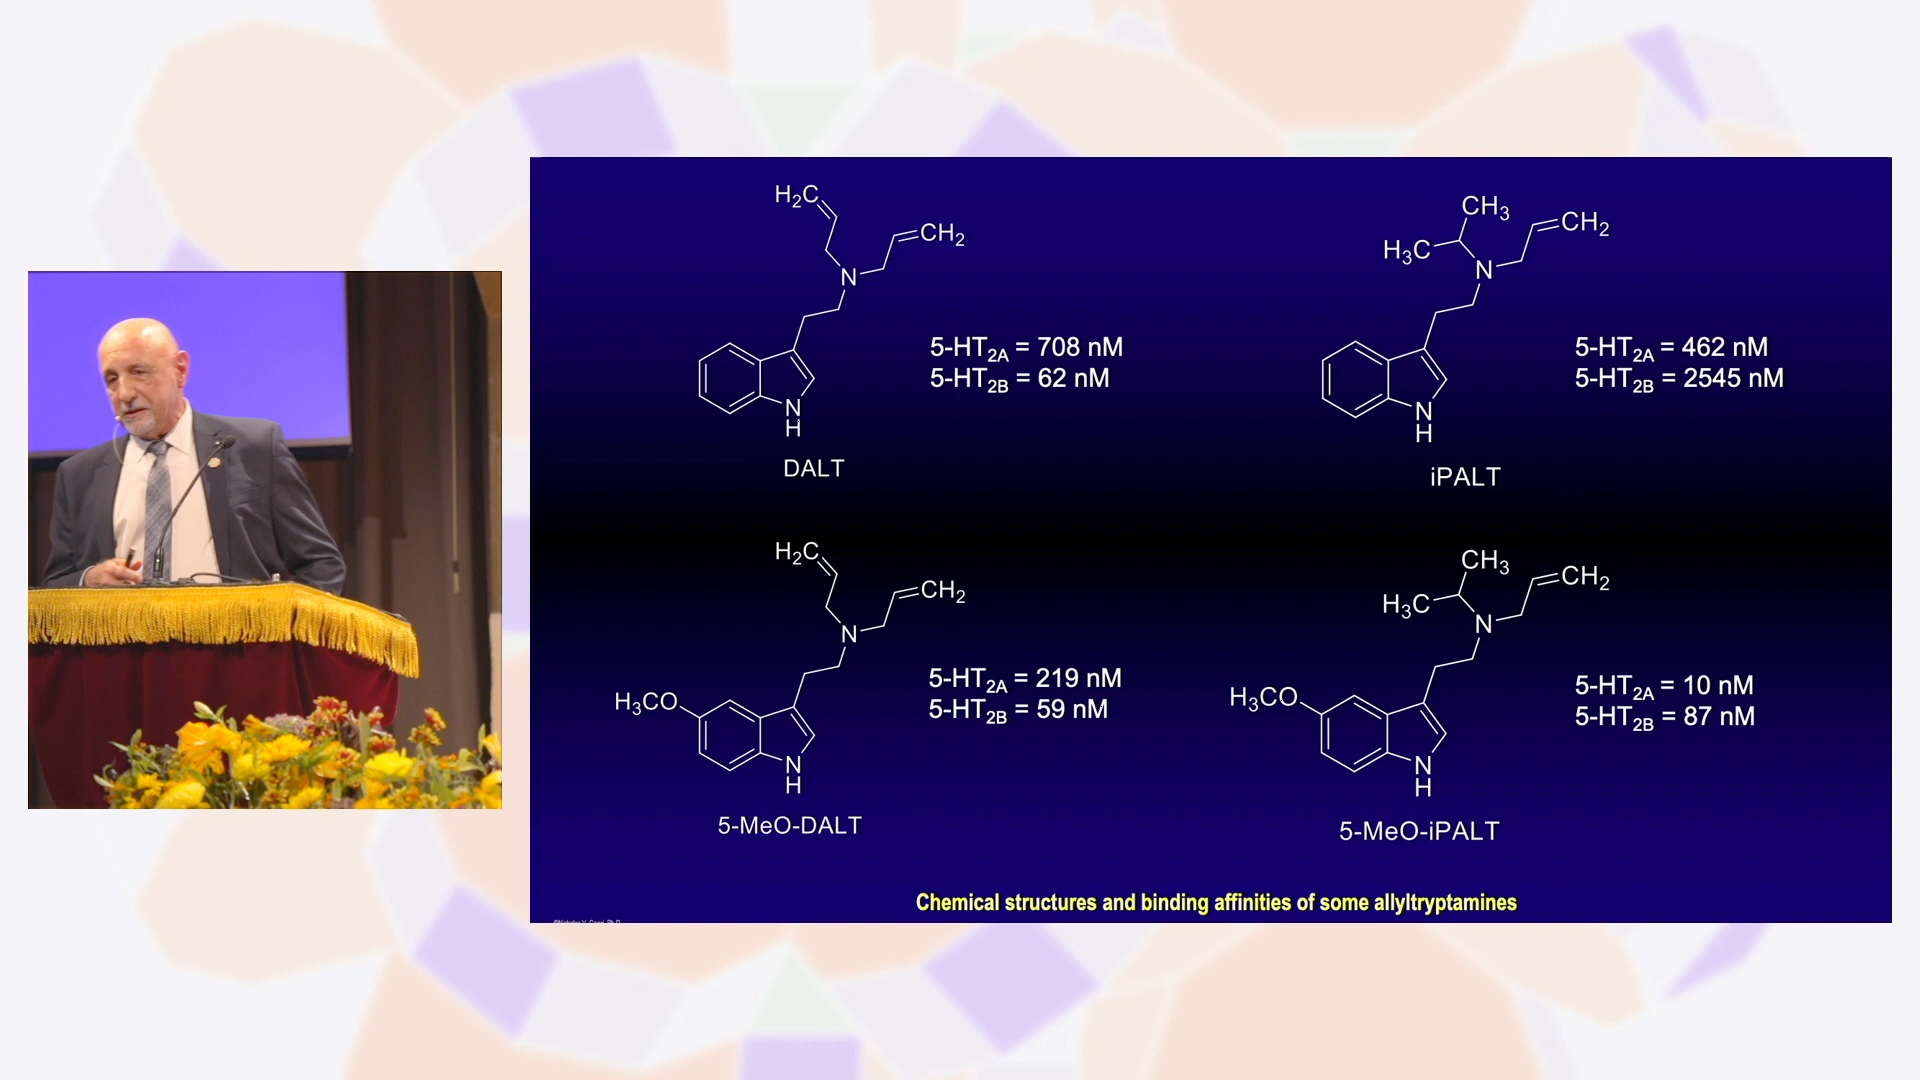 H₂C
CH₂
N
5-HT₂A = 708 nM
5-HT₂B = 62 nM
N
H
DALT
CH₃
H₃C
CH₂
N
5-HT₂A = 462 nM
5-HT₂B = 2545 nM
N
H
iPALT
H₂C
CH₂
N
H₃CO
5-HT₂A = 219 nM
5-HT₂B = 59 nM
N
H
5-MeO-DALT
CH₃
H₃C
CH₂
N
H₃CO
5-HT₂A = 10 nM
5-HT₂B = 87 nM
N
H
5-MeO-iPALT
Chemical structures and binding affinities of some allyltryptamines